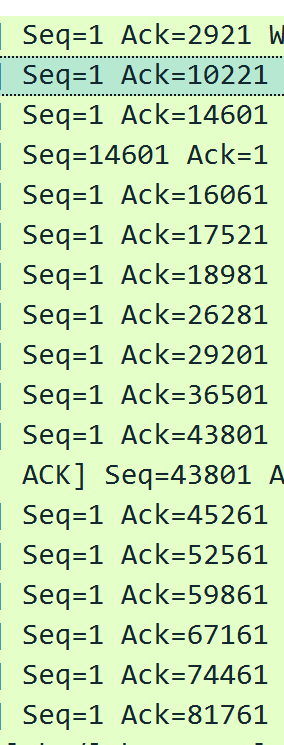 Seq=1 Ack=2921 W
Seq=1 Ack=10221
Seq=1 Ack=14601
Seq=14601 Ack=1
Seq=1 Ack=16061
Seq=1 Ack=17521
Seq=1 Ack=18981
Seq=1 Ack=26281
Seq=1 Ack=29201
Seq=1 Ack=36501
Seq=1 Ack=43801
ACK] Seq=43801 A
Seq=1 Ack=45261
Seq=1 Ack=52561
Seq=1 Ack=59861
Seq=1 Ack=67161
Seq=1 Ack=74461
Seq=1 Ack=81761